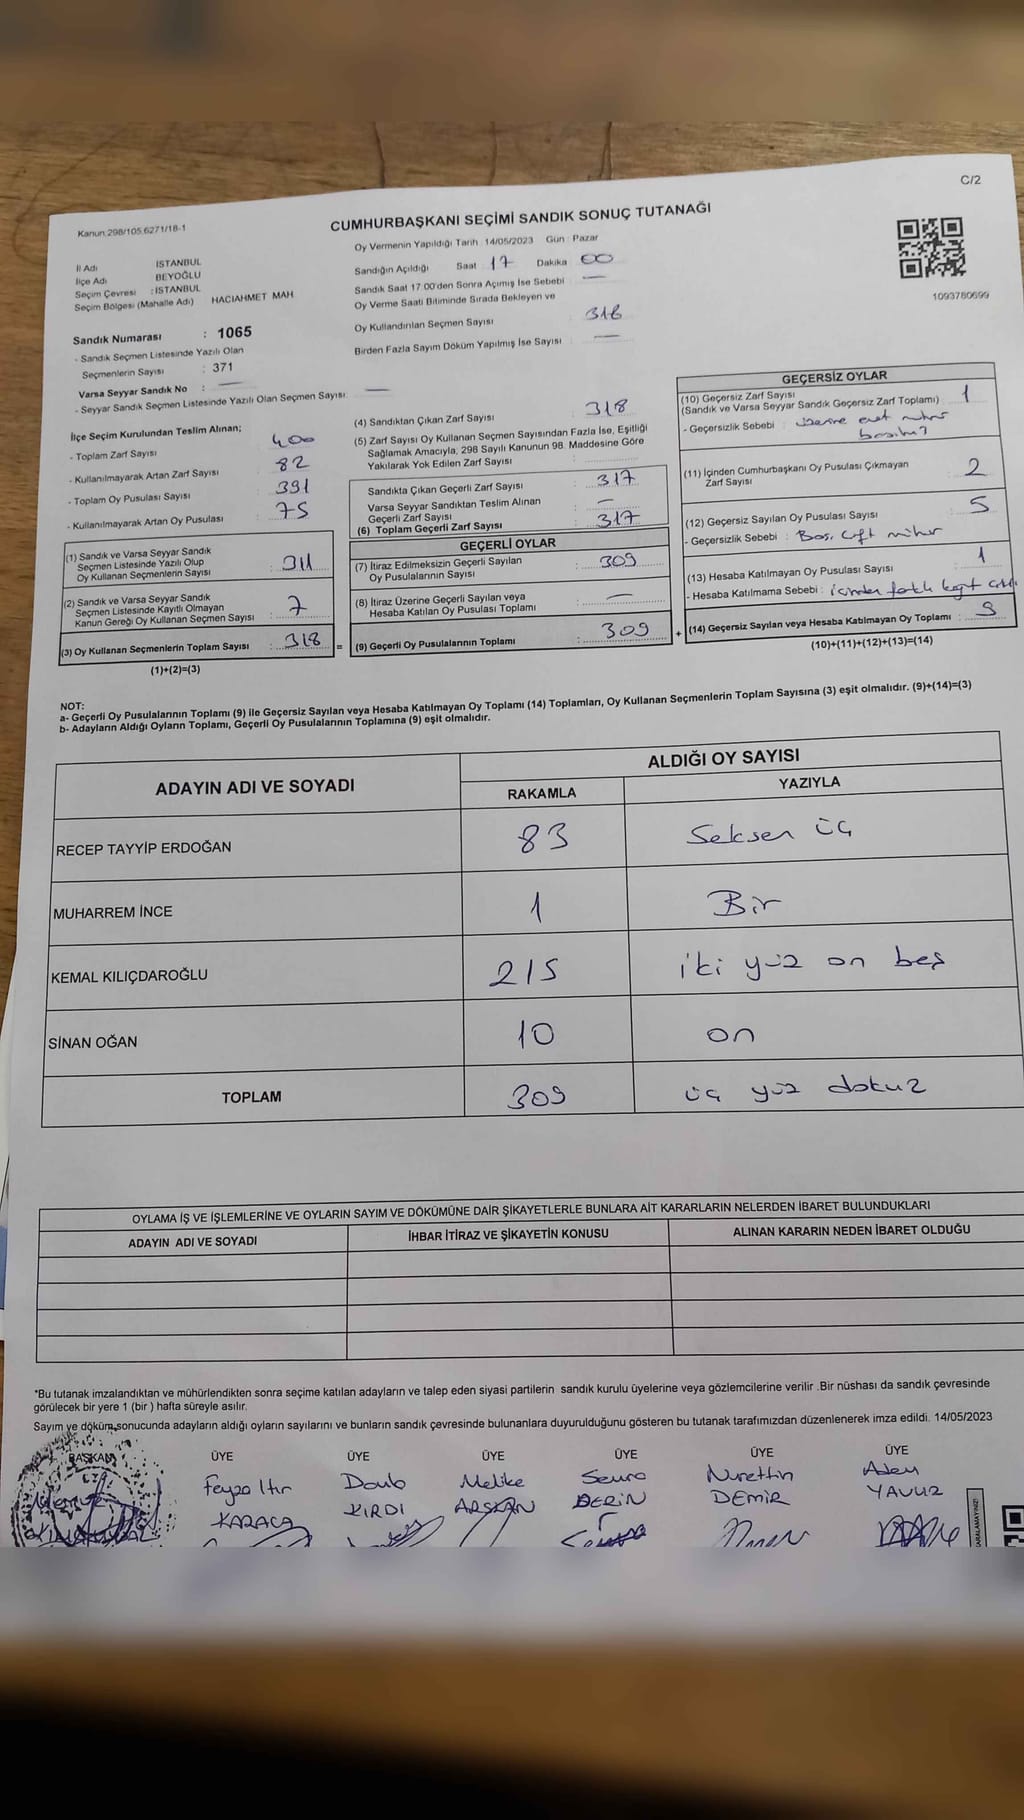 C/2
Kanun:298/105,6271/18-1
CUMHURBAŞKANI SEÇİMİ SANDIK SONUÇ TUTANAĞI
Oy Vermenin Yapıldığı Tarih 14/05/2023 Gün : Pazar
İl Adı İSTANBUL
İlçe Adı BEYOĞLU
Seçim Çevresi : İSTANBUL
Seçim Bölgesi (Mahalle Adı) HACIAHMET MAH
Sandığın Açıldığı Saat 17 Dakika 00
Sandık Saat 17:00'den Sonra Açımış İse Sebebi —
Oy Verme Saati Bitiminde Sırada Bekleyen ve
Oy Kullandırılan Seçmen Sayısı 318
Birden Fazla Sayım Döküm Yapılmış İse Sayısı —
1093780699
Sandık Numarası : 1065
- Sandık Seçmen Listesinde Yazılı Olan
Seçmenlerin Sayısı : 371
Varsa Seyyar Sandık No : —
- Seyyar Sandık Seçmen Listesinde Yazılı Olan Seçmen Sayısı: —
İlçe Seçim Kurulundan Teslim Alınan;
- Toplam Zarf Sayısı 400
- Kullanılmayarak Artan Zarf Sayısı 82
- Toplam Oy Pusulası Sayısı 391
- Kullanılmayarak Artan Oy Pusulası 75
(1) Sandık ve Varsa Seyyar Sandık
Seçmen Listesinde Yazılı Olup
Oy Kullanan Seçmenlerin Sayısı : 311
(2) Sandık ve Varsa Seyyar Sandık
Seçmen Listesinde Kayıtlı Olmayan
Kanun Gereği Oy Kullanan Seçmen Sayısı : 7
(3) Oy Kullanan Seçmenlerin Toplam Sayısı : 318
(1)+(2)=(3)
(4) Sandıktan Çıkan Zarf Sayısı : 318
(5) Zarf Sayısı Oy Kullanan Seçmen Sayısından Fazla İse, Eşitliği
Sağlamak Amacıyla, 298 Sayılı Kanunun 98. Maddesine Göre
Yakılarak Yok Edilen Zarf Sayısı :
Sandıkta Çıkan Geçerli Zarf Sayısı : 317
Varsa Seyyar Sandıktan Teslim Alınan
Geçerli Zarf Sayısı : —
(6) Toplam Geçerli Zarf Sayısı : 317
GEÇERLİ OYLAR
(7) İtiraz Edilmeksizin Geçerli Sayılan
Oy Pusulalarının Sayısı : 309
(8) İtiraz Üzerine Geçerli Sayılan veya
Hesaba Katılan Oy Pusulası Toplamı : —
= (9) Geçerli Oy Pusulalarının Toplamı : 309
GEÇERSİZ OYLAR
(10) Geçersiz Zarf Sayısı
(Sandık ve Varsa Seyyar Sandık Geçersiz Zarf Toplamı) : 1
- Geçersizlik Sebebi : üzerine evet mühür
(11) İçinden Cumhurbaşkanı Oy Pusulası Çıkmayan
Zarf Sayısı : 2
(12) Geçersiz Sayılan Oy Pusulası Sayısı : 5
- Geçersizlik Sebebi : Boş, çift mühür
(13) Hesaba Katılmayan Oy Pusulası Sayısı : 1
- Hesaba Katılmama Sebebi : içinden farklı kağıt
+ (14) Geçersiz Sayılan veya Hesaba Katılmayan Oy Toplamı : 9
(10)+(11)+(12)+(13)=(14)
NOT:
a- Geçerli Oy Pusulalarının Toplamı (9) ile Geçersiz Sayılan veya Hesaba Katılmayan Oy Toplamı (14) Toplamları, Oy Kullanan Seçmenlerin Toplam Sayısına (3) eşit olmalıdır. (9)+(14)=(3)
b- Adayların Aldığı Oyların Toplamı, Geçerli Oy Pusulalarının Toplamına (9) eşit olmalıdır.
ADAYIN ADI VE SOYADI ALDIĞI OY SAYISI
RAKAMLA YAZIYLA
RECEP TAYYİP ERDOĞAN 83 Seksen üç
MUHARREM İNCE 1 Bir
KEMAL KILIÇDAROĞLU 215 iki yüz on beş
SİNAN OĞAN 10 on
TOPLAM 309 üç yüz dokuz
OYLAMA İŞ VE İŞLEMLERİNE VE OYLARIN SAYIM VE DÖKÜMÜNE DAİR ŞİKAYETLERLE BUNLARA AİT KARARLARIN NELERDEN İBARET BULUNDUKLARI
ADAYIN ADI VE SOYADI İHBAR İTİRAZ VE ŞİKAYETİN KONUSU ALINAN KARARIN NEDEN İBARET OLDUĞU
*Bu tutanak imzalandıktan ve mühürlendikten sonra seçime katılan adayların ve talep eden siyasi partilerin sandık kurulu üyelerine veya gözlemcilerine verilir .Bir nüshası da sandık çevresinde
görülecek bir yere 1 (bir ) hafta süreyle asılır.
Sayım ve döküm sonucunda adayların aldığı oyların sayılarını ve bunların sandık çevresinde bulunanlara duyurulduğunu gösteren bu tutanak tarafımızdan düzenlenerek imza edildi. 14/05/2023
BAŞKAN ÜYE ÜYE ÜYE ÜYE ÜYE ÜYE
Melike Nurettin
KARACA KIRDI ARSLAN DERİN DEMİR YAVUZ
KARALAMAYINIZ!